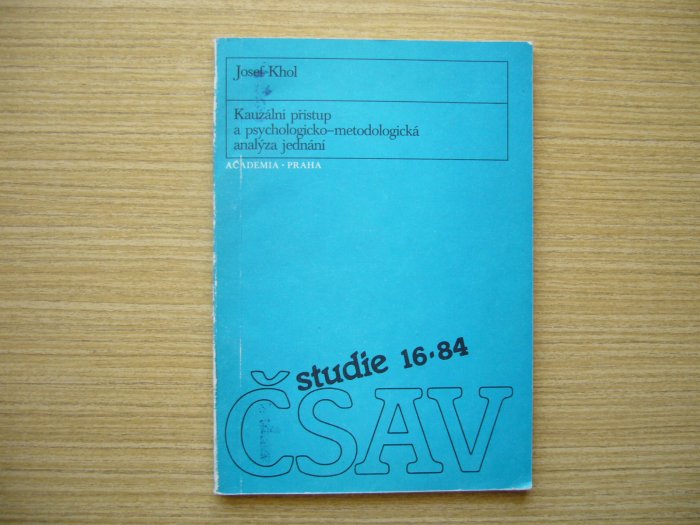 Josef Khol
Kauzální přístup
a psychologicko-metodologická
analýza jednání
ACADEMIA · PRAHA
studie 16·84
ČSAV